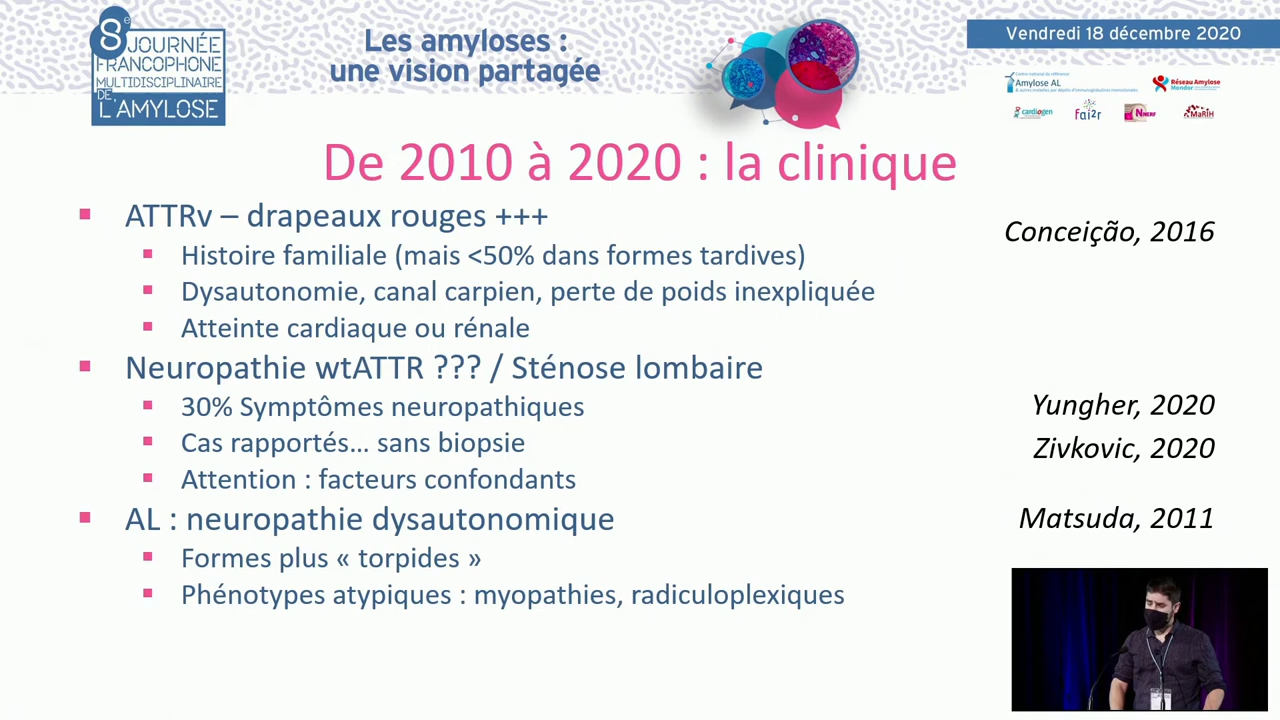 8e JOURNÉE
FRANCOPHONE
MULTIDISCIPLINAIRE
DE L'AMYLOSE
Les amyloses :
une vision partagée
Vendredi 18 décembre 2020
Amylose AL
Réseau Amylose
Mondor
cardiogen
fai2r
NNERF
MaRIH
De 2010 à 2020 : la clinique
▪ ATTRv – drapeaux rouges +++
Conceição, 2016
▪ Histoire familiale (mais <50% dans formes tardives)
▪ Dysautonomie, canal carpien, perte de poids inexpliquée
▪ Atteinte cardiaque ou rénale
▪ Neuropathie wtATTR ??? / Sténose lombaire
▪ 30% Symptômes neuropathiques
Yungher, 2020
▪ Cas rapportés... sans biopsie
Zivkovic, 2020
▪ Attention : facteurs confondants
▪ AL : neuropathie dysautonomique
Matsuda, 2011
▪ Formes plus « torpides »
▪ Phénotypes atypiques : myopathies, radiculoplexiques